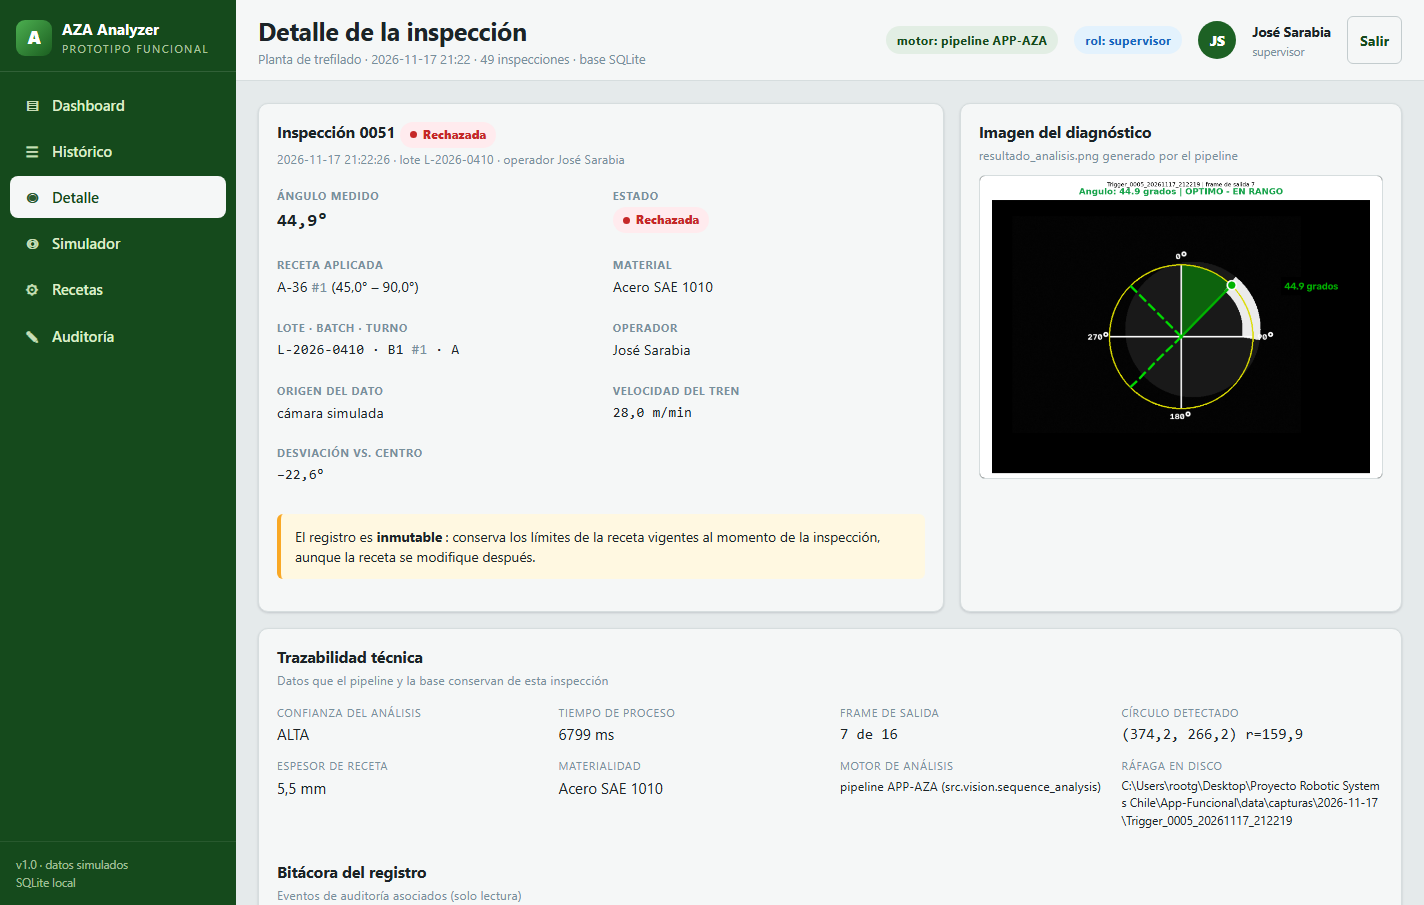 A
AZA Analyzer
PROTOTIPO FUNCIONAL
Dashboard
Histórico
Detalle
Simulador
Recetas
Auditoría
v1.0 · datos simulados
SQLite local
Detalle de la inspección
Planta de trefilado · 2026-11-17 21:22 · 49 inspecciones · base SQLite
motor: pipeline APP-AZA
rol: supervisor
JS
José Sarabia
supervisor
Salir
Inspección 0051
Rechazada
2026-11-17 21:22:26 · lote L-2026-0410 · operador José Sarabia
ÁNGULO MEDIDO
44,9°
ESTADO
Rechazada
RECETA APLICADA
A-36 #1 (45,0° – 90,0°)
MATERIAL
Acero SAE 1010
LOTE · BATCH · TURNO
L-2026-0410 · B1 #1 · A
OPERADOR
José Sarabia
ORIGEN DEL DATO
cámara simulada
VELOCIDAD DEL TREN
28,0 m/min
DESVIACIÓN VS. CENTRO
−22,6°
El registro es inmutable : conserva los límites de la receta vigentes al momento de la inspección,
aunque la receta se modifique después.
Imagen del diagnóstico
resultado_analisis.png generado por el pipeline
Trigger_0005_20261117_212219 | frame de salida 7
Angulo: 44.9 grados | OPTIMO - EN RANGO
0°
44.9 grados
270°
180°
Trazabilidad técnica
Datos que el pipeline y la base conservan de esta inspección
CONFIANZA DEL ANÁLISIS
ALTA
TIEMPO DE PROCESO
6799 ms
FRAME DE SALIDA
7 de 16
CÍRCULO DETECTADO
(374,2, 266,2) r=159,9
ESPESOR DE RECETA
5,5 mm
MATERIALIDAD
Acero SAE 1010
MOTOR DE ANÁLISIS
pipeline APP-AZA (src.vision.sequence_analysis)
RÁFAGA EN DISCO
C:\Users\rootg\Desktop\Proyecto Robotic System
s Chile\App-Funcional\data\capturas\2026-11-17
\Trigger_0005_20261117_212219
Bitácora del registro
Eventos de auditoría asociados (solo lectura)